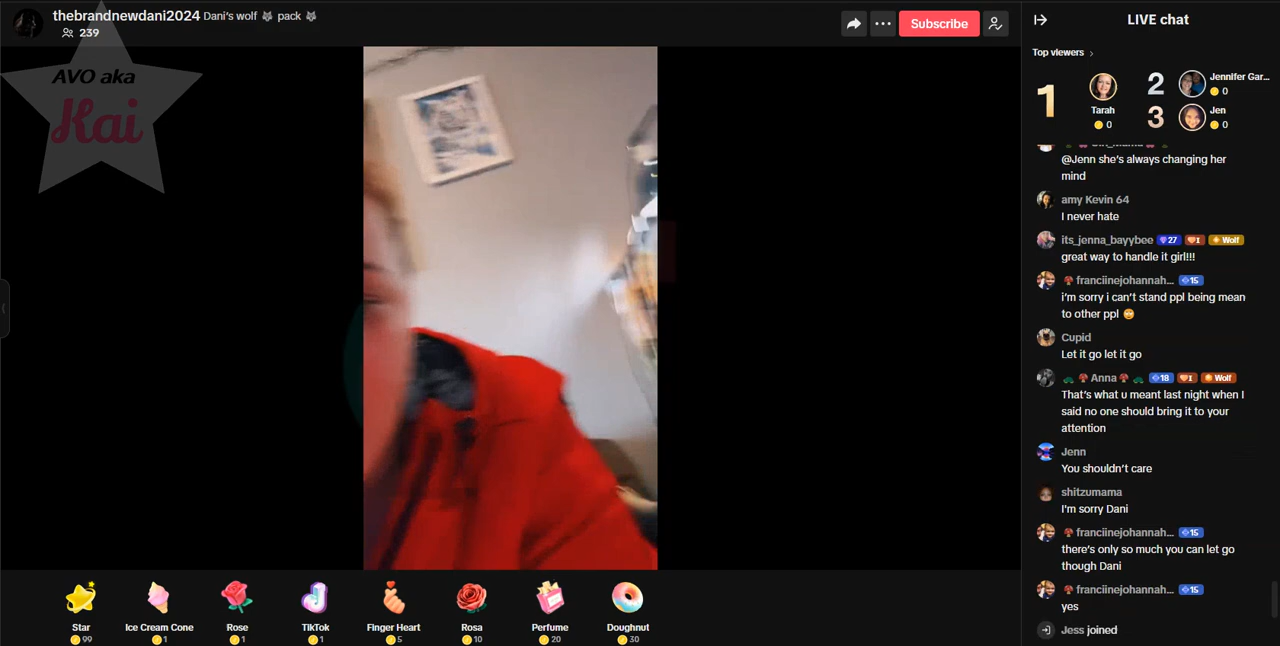 thebrandnewdani2024 Dani's wolf 🐺 pack 🐺
239
Subscribe
AVO aka
Kai
LIVE chat
Top viewers
1
Tarah
0
2
Jennifer Gar...
0
3
Jen
0
@Jenn she's always changing her
mind
amy Kevin 64
I never hate
its_jenna_bayybee 27 I Wolf
great way to handle it girl!!!
franciinejohannah... 15
i'm sorry i can't stand ppl being mean
to other ppl 🙄
Cupid
Let it go let it go
Anna 18 I Wolf
That's what u meant last night when I
said no one should bring it to your
attention
Jenn
You shouldn't care
shitzumama
I'm sorry Dani
franciinejohannah... 15
there's only so much you can let go
though Dani
franciinejohannah... 15
yes
Jess joined
Star
99
Ice Cream Cone
1
Rose
1
TikTok
1
Finger Heart
5
Rosa
10
Perfume
20
Doughnut
30